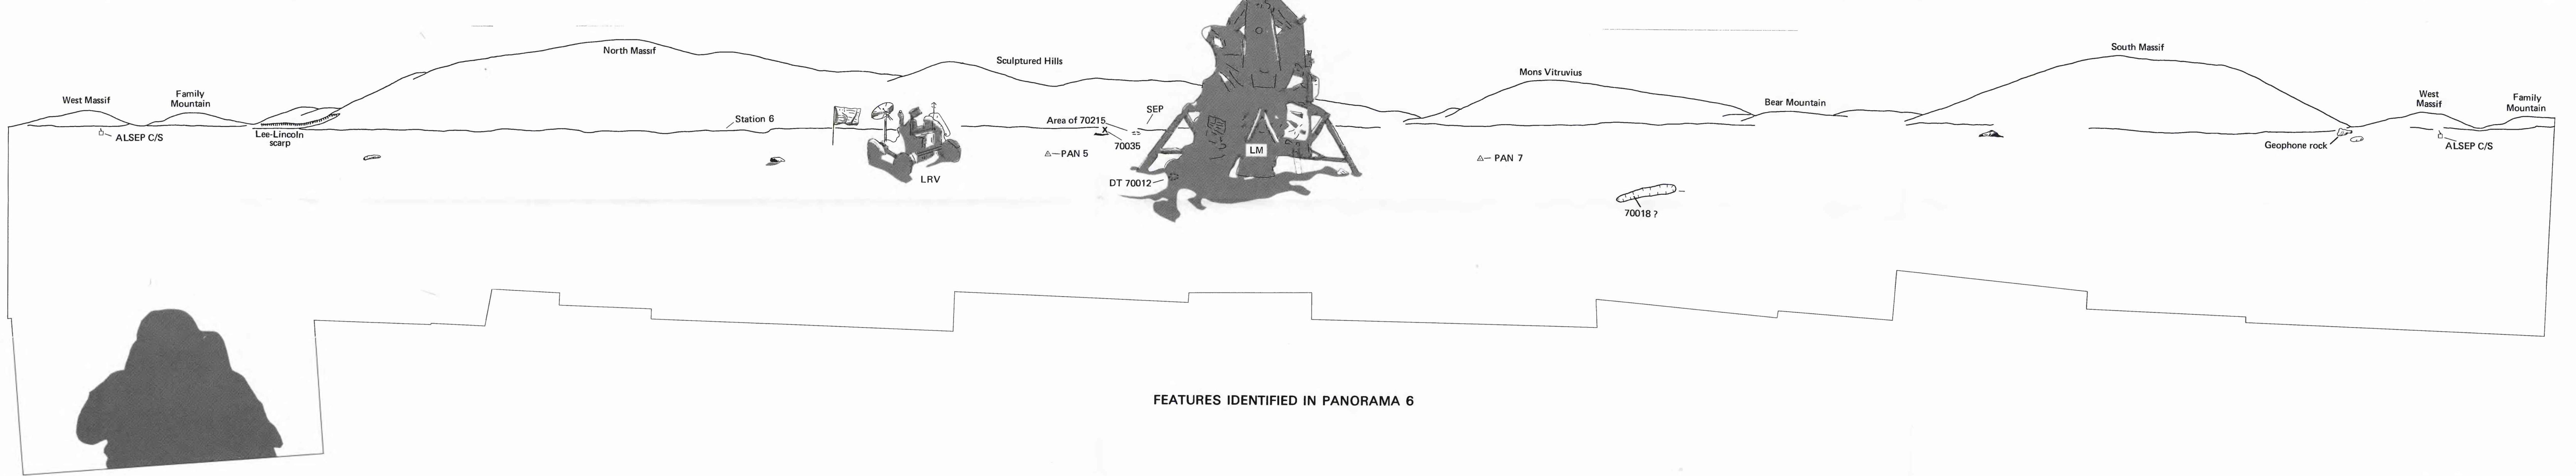 West Massif
Family
Mountain
ALSEP C/S
Lee-Lincoln
scarp
North Massif
Station 6
LRV
Sculptured Hills
SEP
Area of 70215
X
70035
PAN 5
DT 70012
LM
Mons Vitruvius
PAN 7
70018 ?
Bear Mountain
South Massif
Geophone rock
West
Massif
Family
Mountain
ALSEP C/S
FEATURES IDENTIFIED IN PANORAMA 6